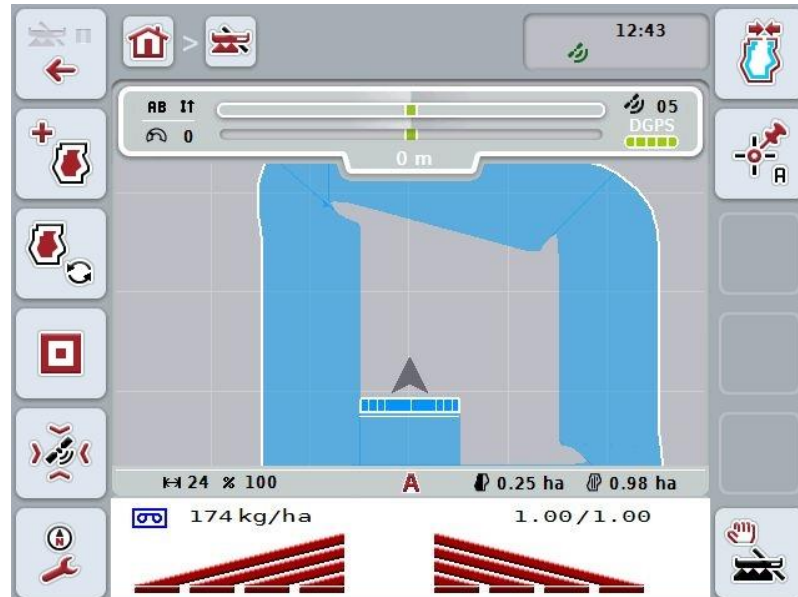 12:43
>
AB
05
0
DGPS
0 m
A
24 % 100
A
0.25 ha
0.98 ha
N
174 kg/ha
1.00/1.00